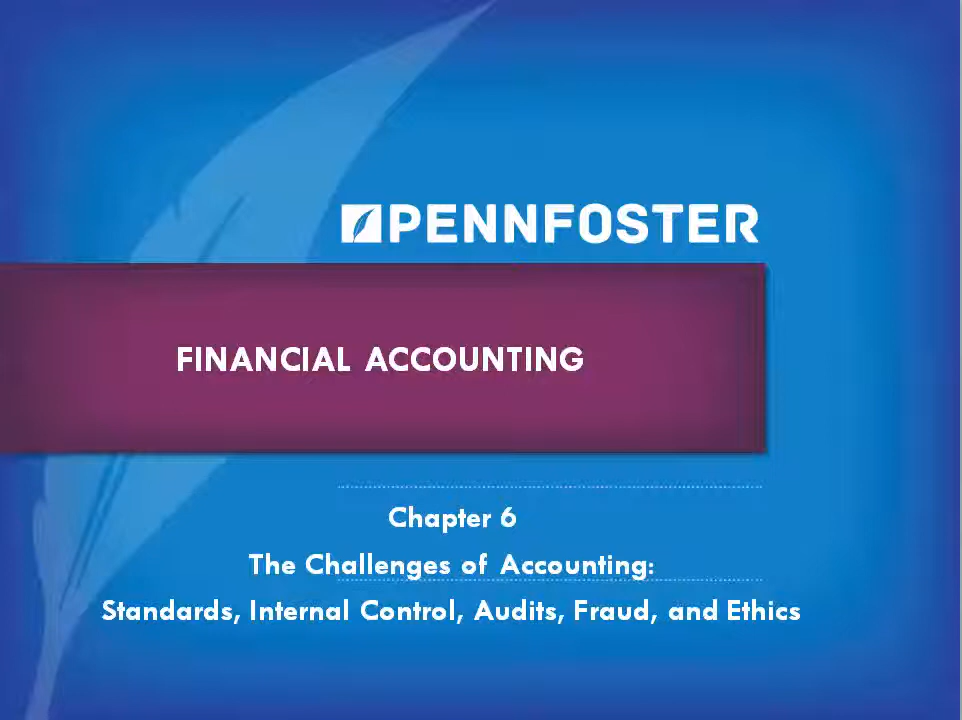 PENNFOSTER
FINANCIAL ACCOUNTING
Chapter 6
The Challenges of Accounting:
Standards, Internal Control, Audits, Fraud, and Ethics